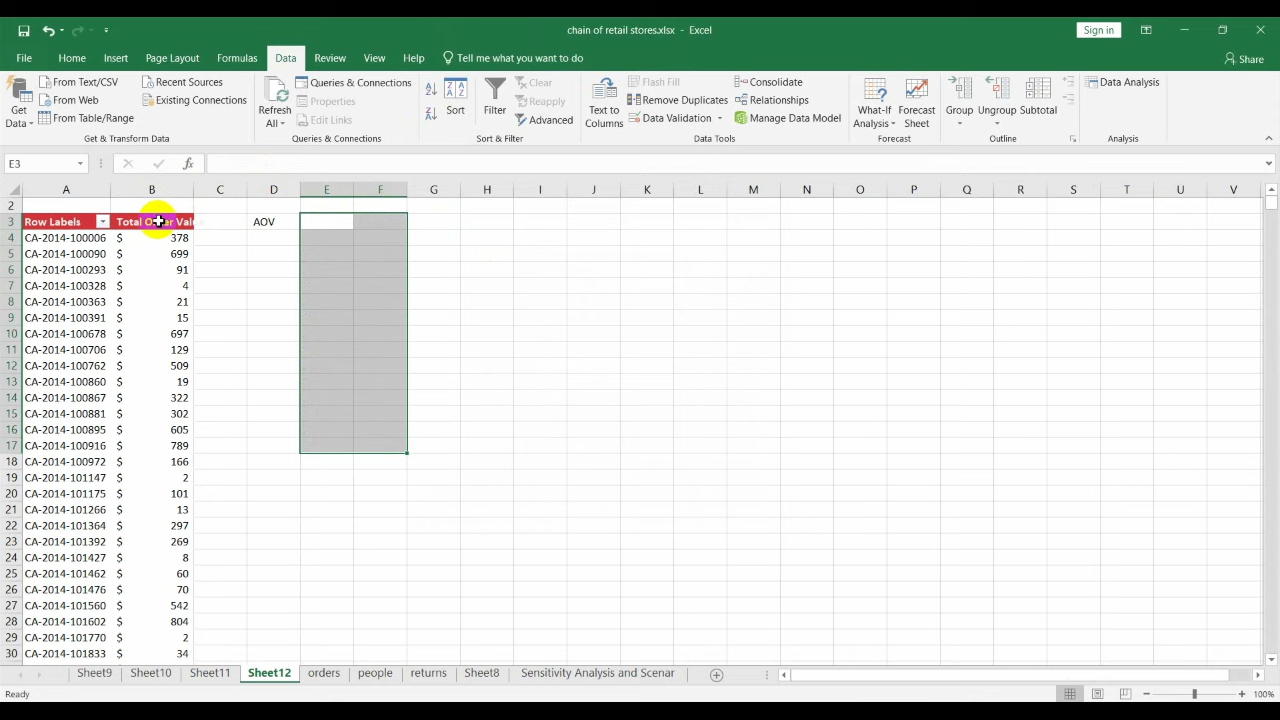 chain of retail stores.xlsx - Excel
Sign in
File Home Insert Page Layout Formulas Data Review View Help Tell me what you want to do Share
Get Data
From Text/CSV
From Web
From Table/Range
Recent Sources
Existing Connections
Get & Transform Data
Refresh All
Queries & Connections
Properties
Edit Links
Queries & Connections
Sort
Filter
Clear
Reapply
Advanced
Sort & Filter
Text to Columns
Flash Fill
Remove Duplicates
Data Validation
Consolidate
Relationships
Manage Data Model
Data Tools
What-If Analysis
Forecast Sheet
Forecast
Group
Ungroup
Subtotal
Outline
Data Analysis
Analysis
E3 fx
A B C D E F G H I J K L M N O P Q R S T U V
2
3 Row Labels Total Order Valu AOV
4 CA-2014-100006 $ 378
5 CA-2014-100090 $ 699
6 CA-2014-100293 $ 91
7 CA-2014-100328 $ 4
8 CA-2014-100363 $ 21
9 CA-2014-100391 $ 15
10 CA-2014-100678 $ 697
11 CA-2014-100706 $ 129
12 CA-2014-100762 $ 509
13 CA-2014-100860 $ 19
14 CA-2014-100867 $ 322
15 CA-2014-100881 $ 302
16 CA-2014-100895 $ 605
17 CA-2014-100916 $ 789
18 CA-2014-100972 $ 166
19 CA-2014-101147 $ 2
20 CA-2014-101175 $ 101
21 CA-2014-101266 $ 13
22 CA-2014-101364 $ 297
23 CA-2014-101392 $ 269
24 CA-2014-101427 $ 8
25 CA-2014-101462 $ 60
26 CA-2014-101476 $ 70
27 CA-2014-101560 $ 542
28 CA-2014-101602 $ 804
29 CA-2014-101770 $ 2
30 CA-2014-101833 $ 34
Sheet9 Sheet10 Sheet11 Sheet12 orders people returns Sheet8 Sensitivity Analysis and Scenar
Ready 100%